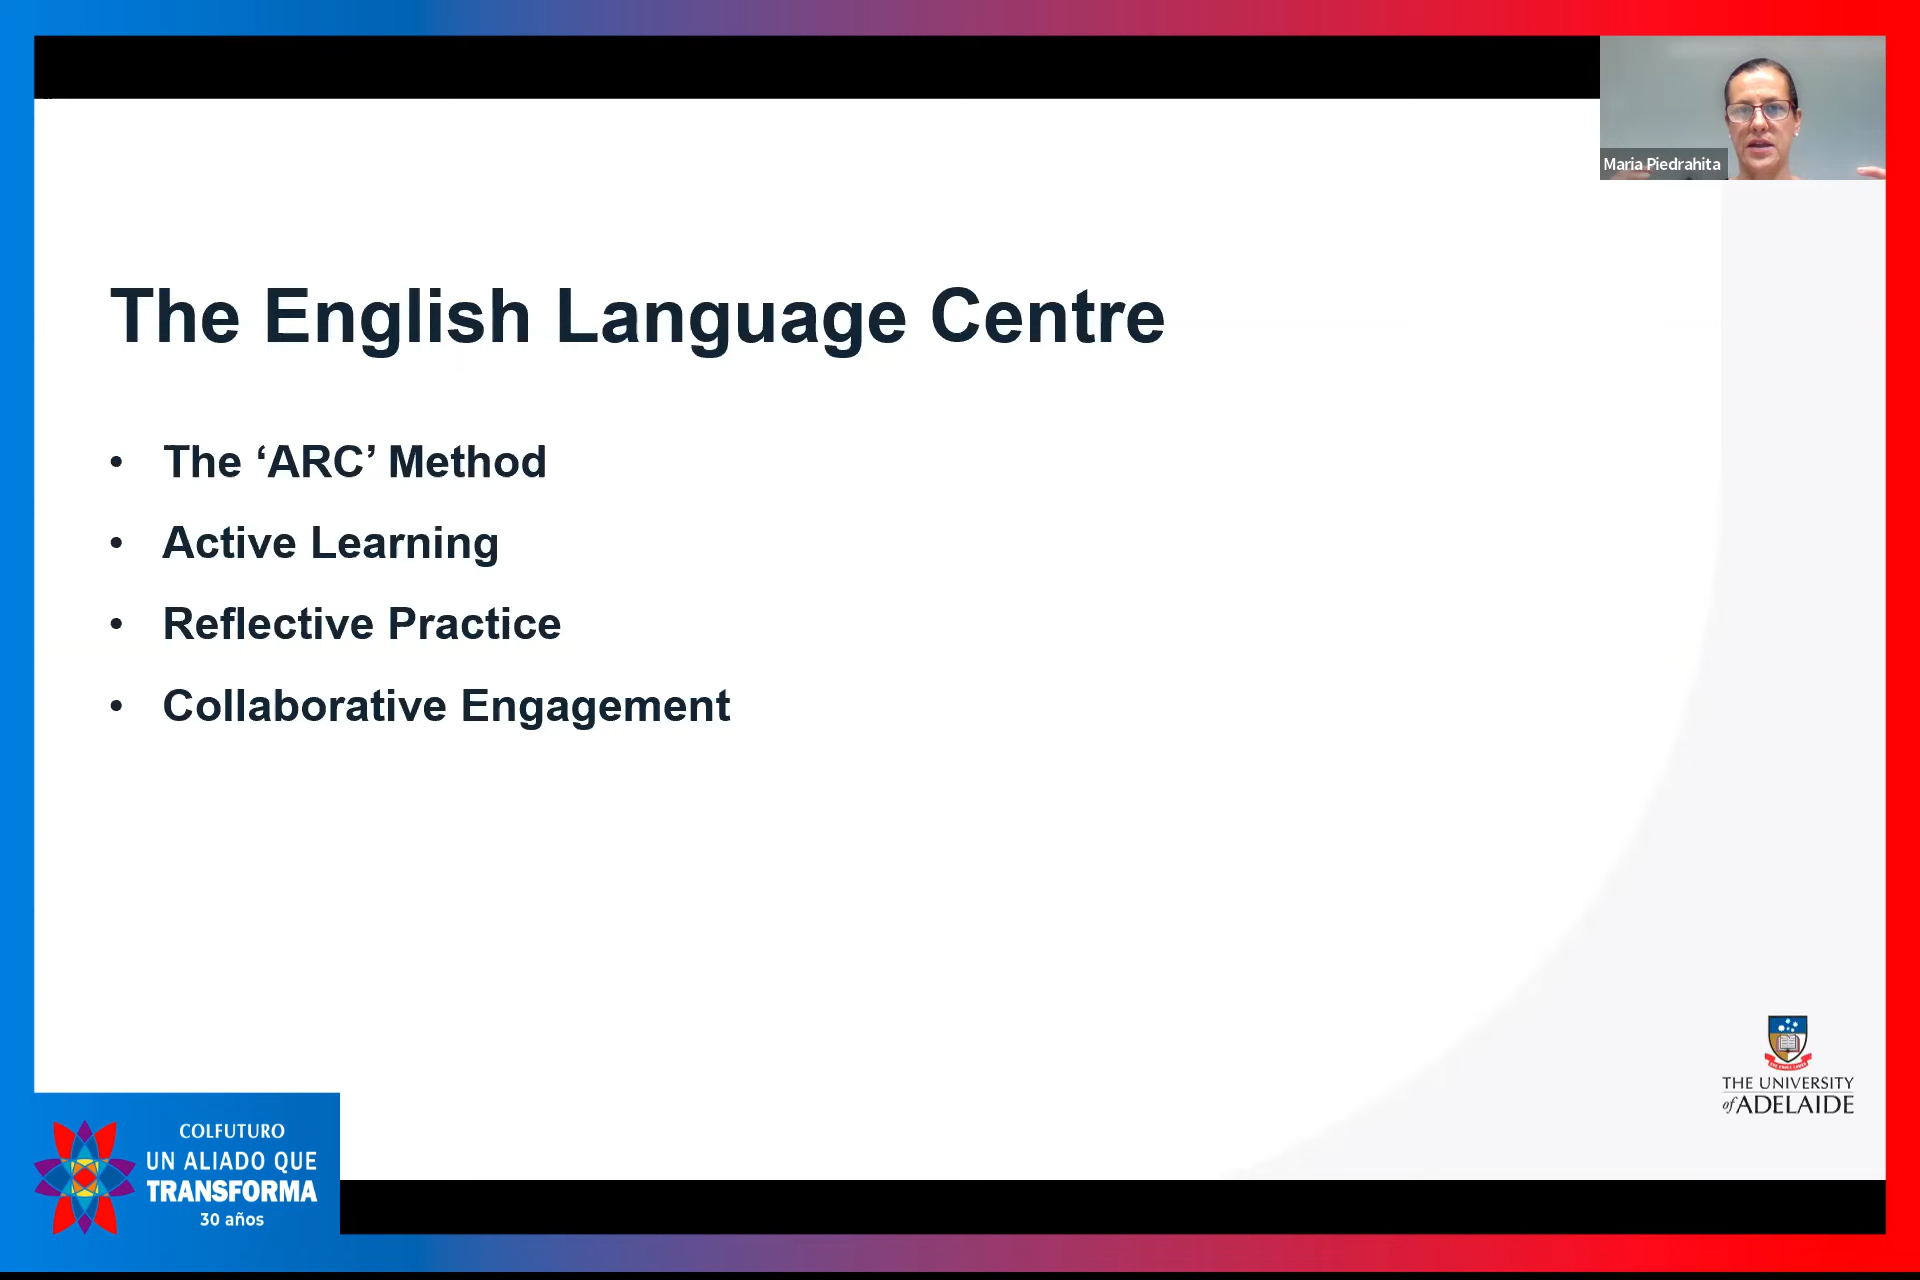 Maria Piedrahita
The English Language Centre
• The ‘ARC’ Method
• Active Learning
• Reflective Practice
• Collaborative Engagement
THE UNIVERSITY
of ADELAIDE
COLFUTURO
UN ALIADO QUE
TRANSFORMA
30 años